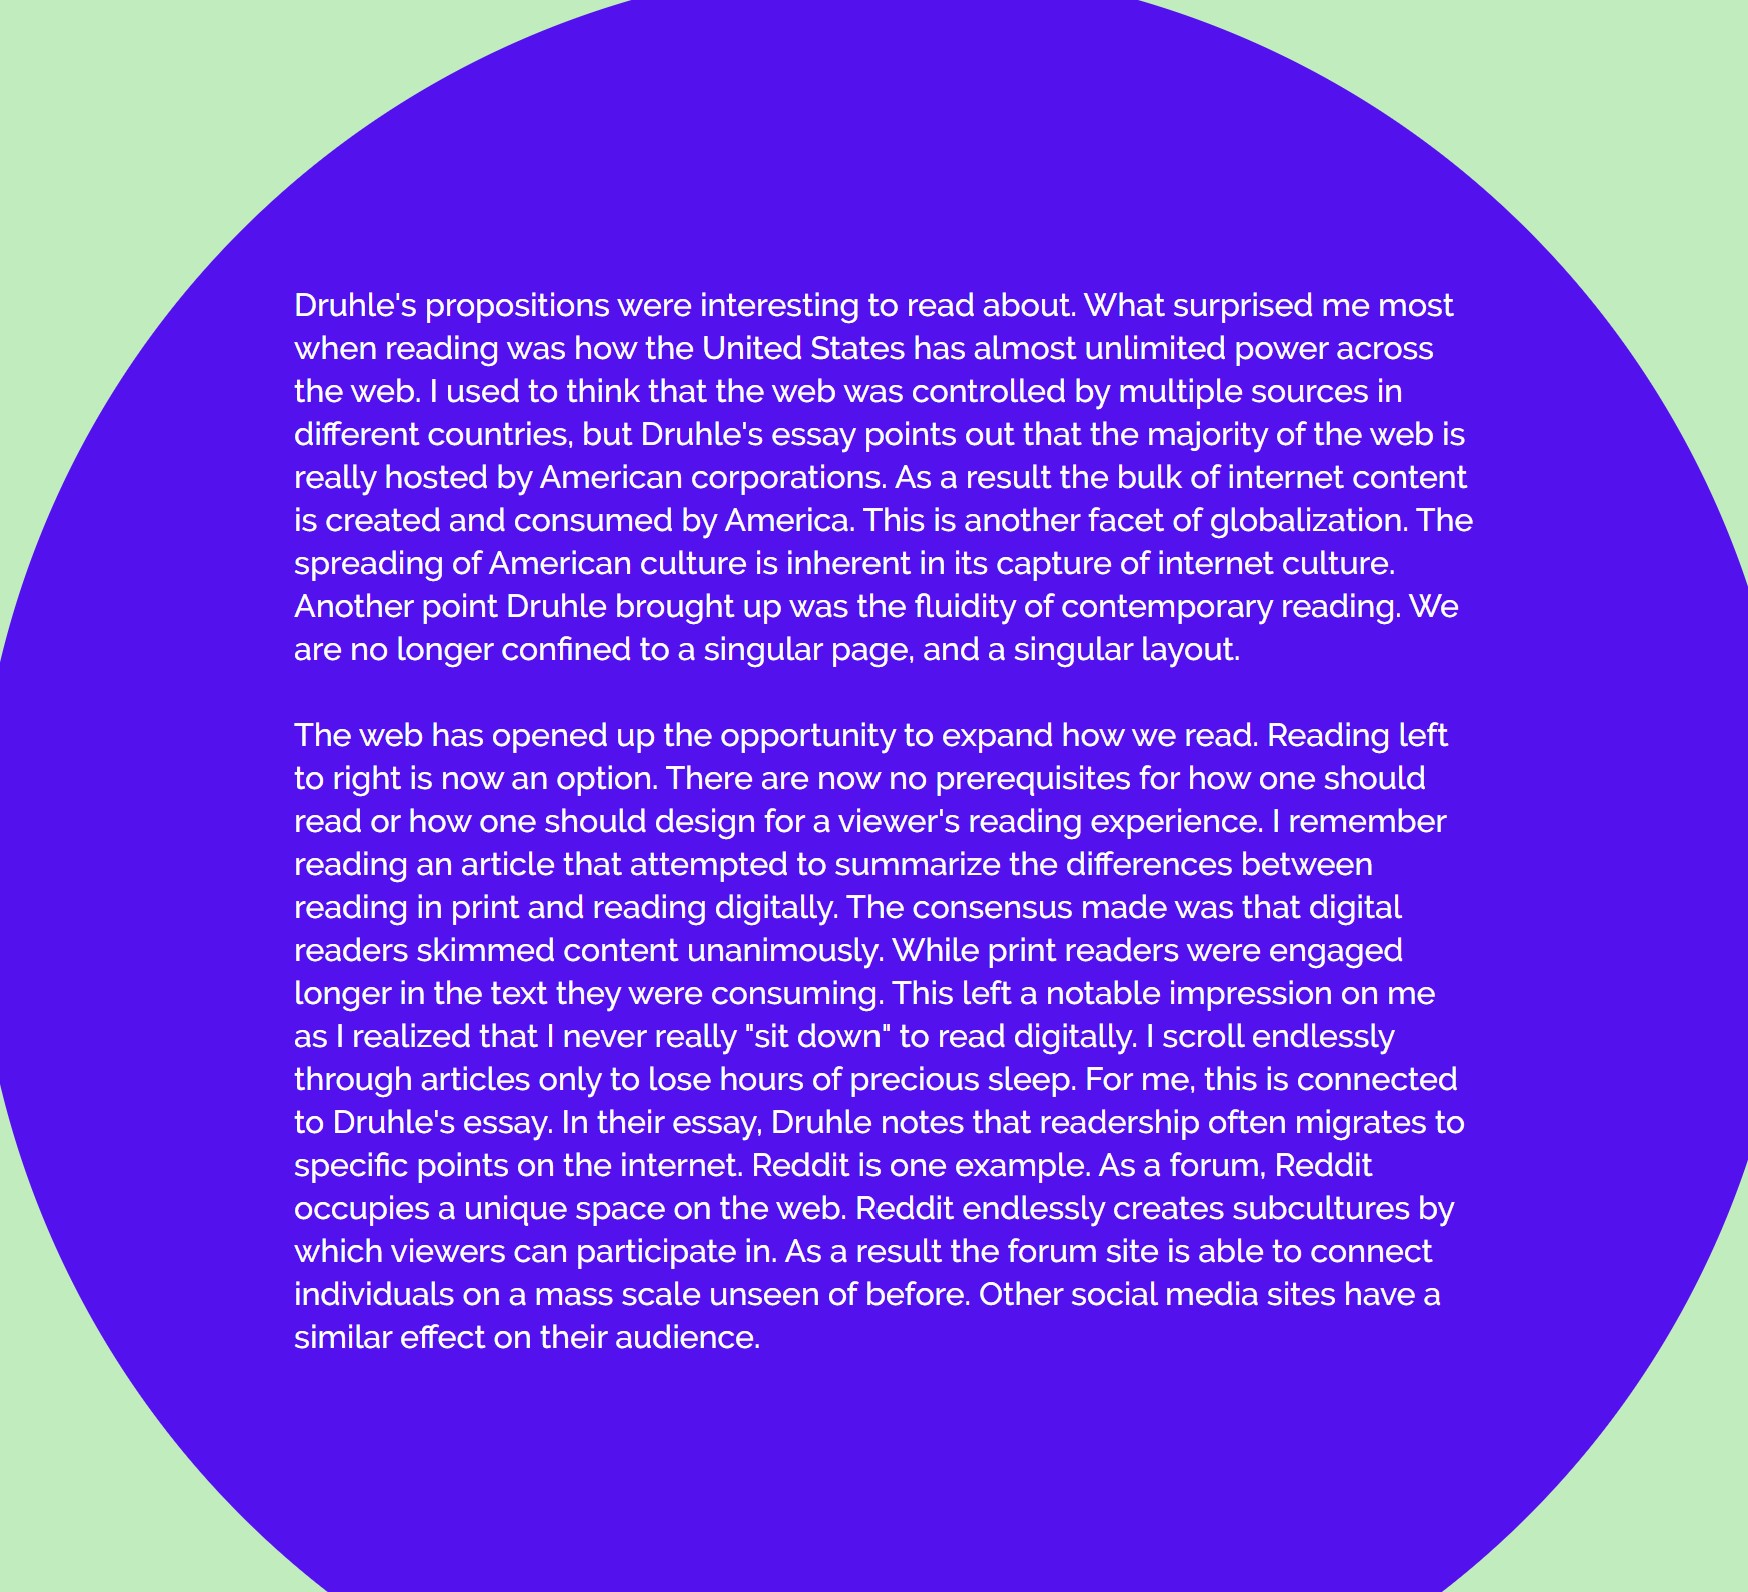 Druhle's propositions were interesting to read about. What surprised me most
when reading was how the United States has almost unlimited power across
the web. I used to think that the web was controlled by multiple sources in
different countries, but Druhle's essay points out that the majority of the web is
really hosted by American corporations. As a result the bulk of internet content
is created and consumed by America. This is another facet of globalization. The
spreading of American culture is inherent in its capture of internet culture.
Another point Druhle brought up was the fluidity of contemporary reading. We
are no longer confined to a singular page, and a singular layout.

The web has opened up the opportunity to expand how we read. Reading left
to right is now an option. There are now no prerequisites for how one should
read or how one should design for a viewer's reading experience. I remember
reading an article that attempted to summarize the differences between
reading in print and reading digitally. The consensus made was that digital
readers skimmed content unanimously. While print readers were engaged
longer in the text they were consuming. This left a notable impression on me
as I realized that I never really "sit down" to read digitally. I scroll endlessly
through articles only to lose hours of precious sleep. For me, this is connected
to Druhle's essay. In their essay, Druhle notes that readership often migrates to
specific points on the internet. Reddit is one example. As a forum, Reddit
occupies a unique space on the web. Reddit endlessly creates subcultures by
which viewers can participate in. As a result the forum site is able to connect
individuals on a mass scale unseen of before. Other social media sites have a
similar effect on their audience.